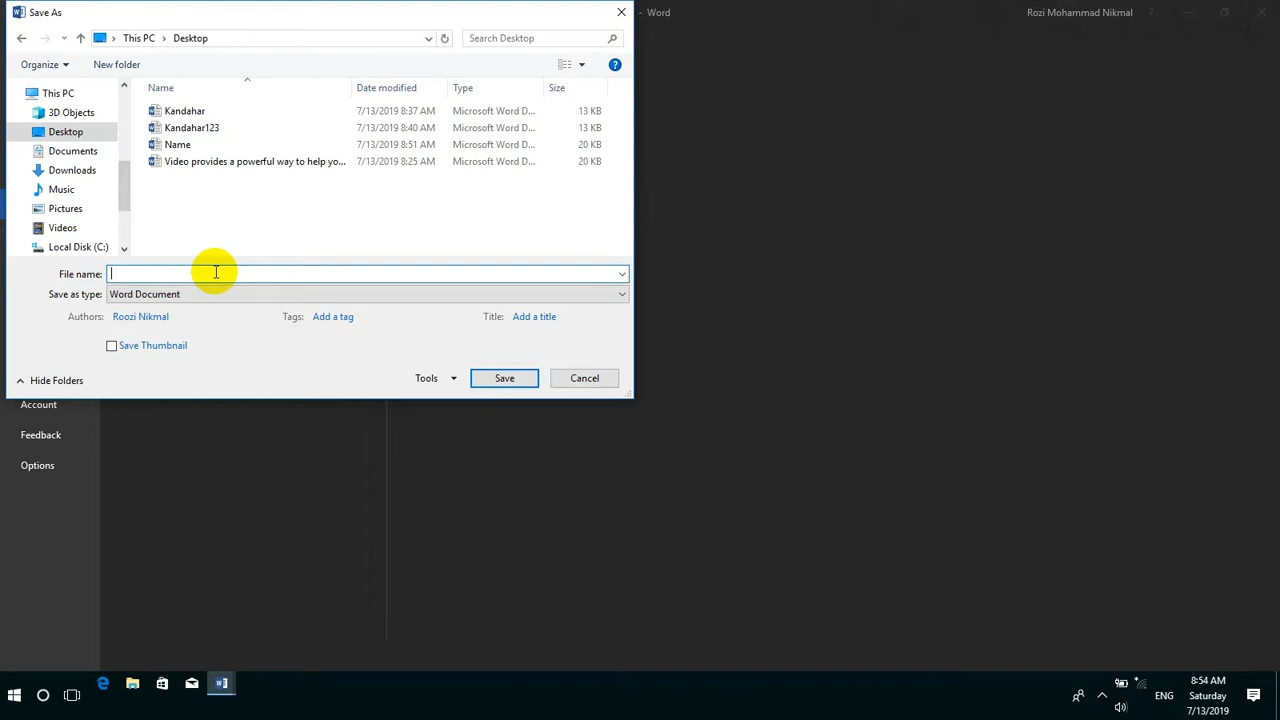 Save As
- Word
Rozi Mohammad Nikmal
This PC
Desktop
Search Desktop
Organize
New folder
Name
Date modified
Type
Size
This PC
3D Objects
Desktop
Documents
Downloads
Music
Pictures
Videos
Local Disk (C:)
Kandahar 7/13/2019 8:37 AM Microsoft Word D... 13 KB
Kandahar123 7/13/2019 8:40 AM Microsoft Word D... 13 KB
Name 7/13/2019 8:51 AM Microsoft Word D... 20 KB
Video provides a powerful way to help yo... 7/13/2019 8:25 AM Microsoft Word D... 20 KB
File name:
Save as type: Word Document
Authors: Roozi Nikmal Tags: Add a tag Title: Add a title
Save Thumbnail
Hide Folders
Tools
Save
Cancel
Account
Feedback
Options
ENG
8:54 AM
Saturday
7/13/2019